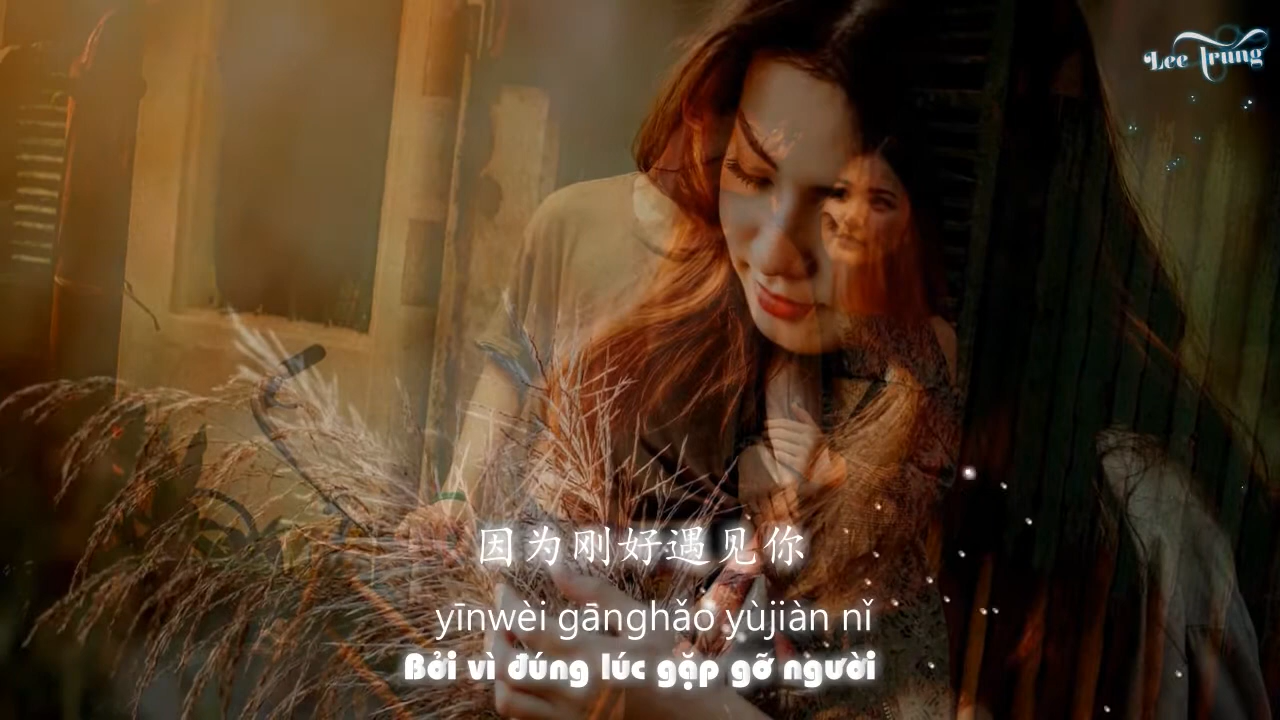 Lee Trung
因为刚好遇见你
yīnwèi gānghǎo yùjiàn nǐ
Bởi vì đúng lúc gặp gỡ người